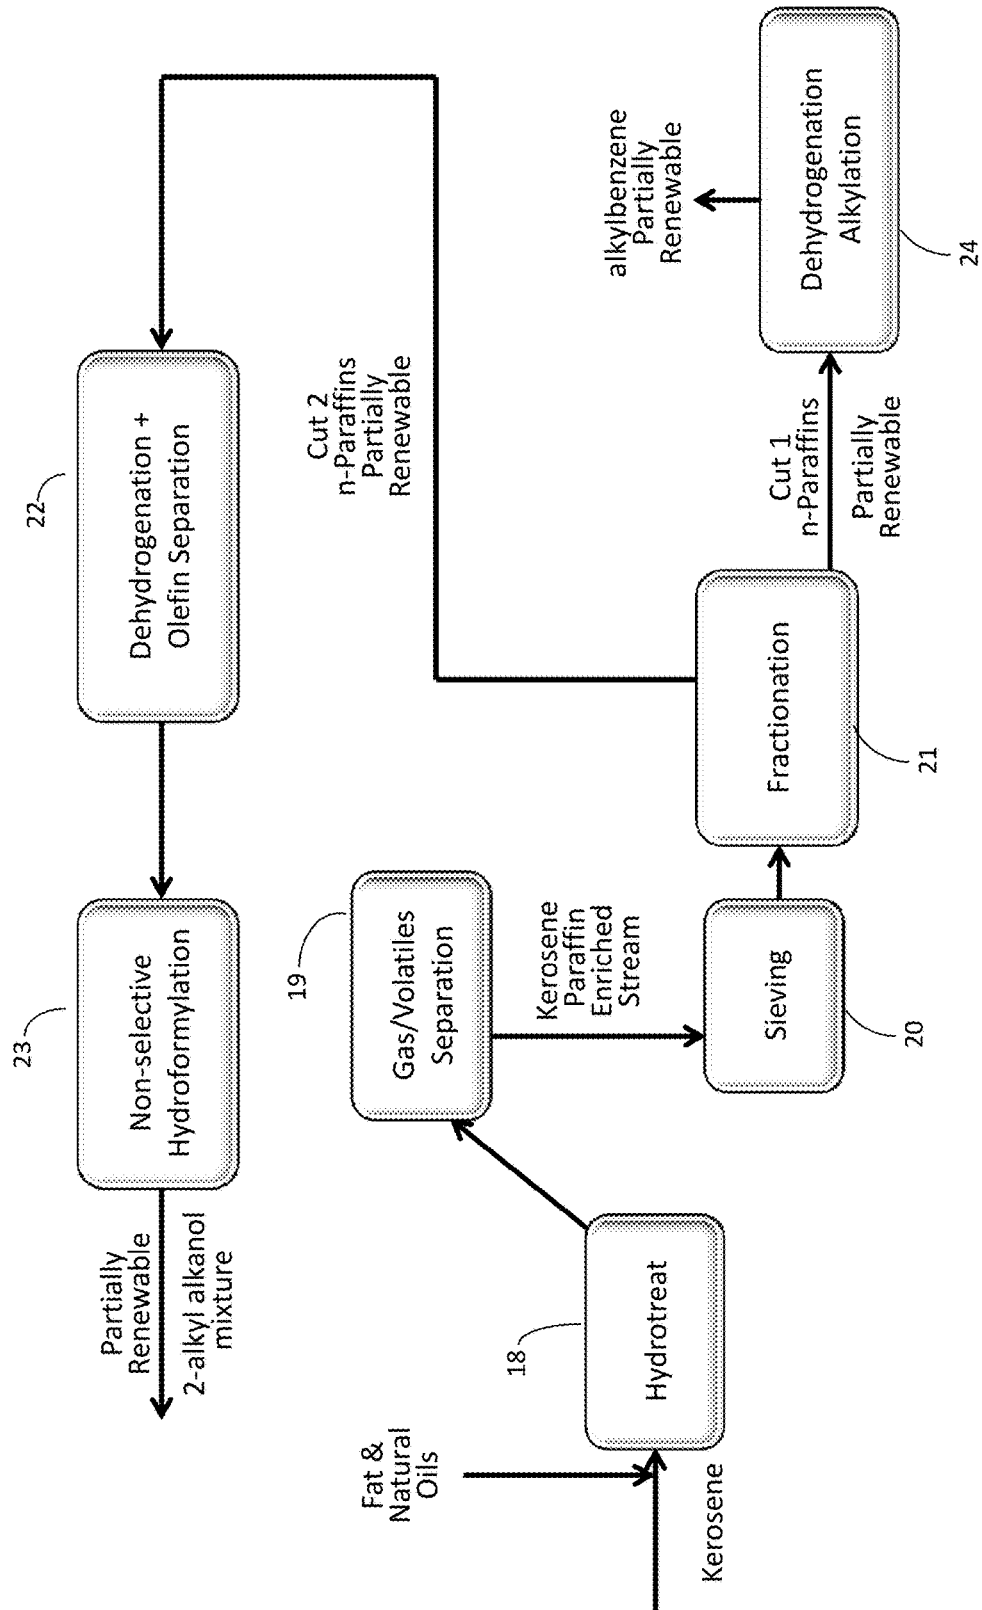 Kerosene
Fat &
Natural
Oils
18
Hydrotreat
19
Gas/Volatiles
Separation
Kerosene
Paraffin
Enriched
Stream
Sieving
20
Fractionation
21
Cut 1
n-Paraffins
Partially
Renewable
Dehydrogenation
Alkylation
24
alkylbenzene
Partially
Renewable
Cut 2
n-Paraffins
Partially
Renewable
22
Dehydrogenation +
Olefin Separation
23
Non-selective
Hydroformylation
Partially
Renewable
2-alkyl alkanol
mixture